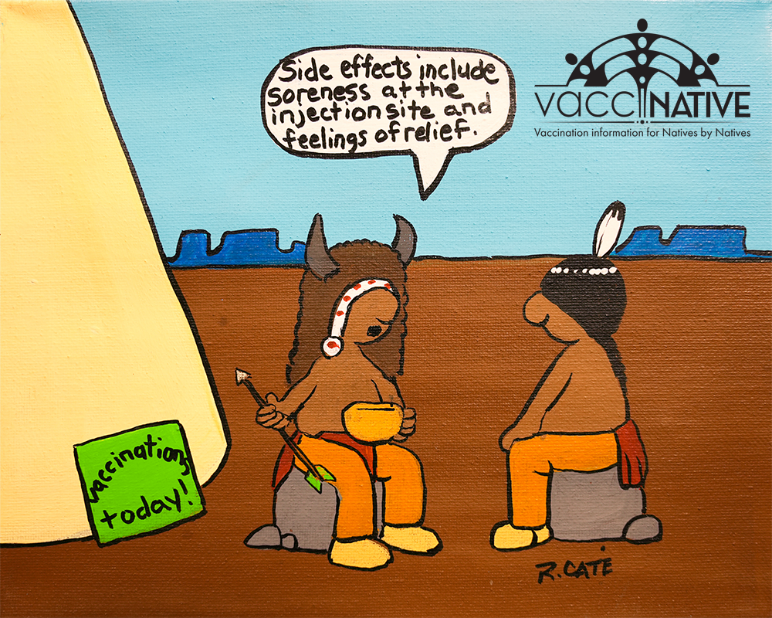 Side effects include
soreness at the
injection site and
feelings of relief.
VACCINATIVE
Vaccination information for Natives by Natives
vaccinations
today!
R. CATE